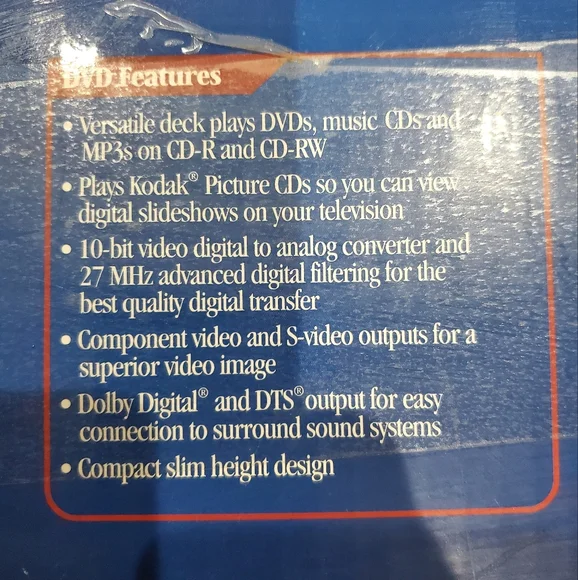 DVD Features
• Versatile deck plays DVDs, music CDs and
MP3s on CD-R and CD-RW
• Plays Kodak® Picture CDs so you can view
digital slideshows on your television
• 10-bit video digital to analog converter and
27 MHz advanced digital filtering for the
best quality digital transfer
• Component video and S-video outputs for a
superior video image
• Dolby Digital® and DTS® output for easy
connection to surround sound systems
• Compact slim height design